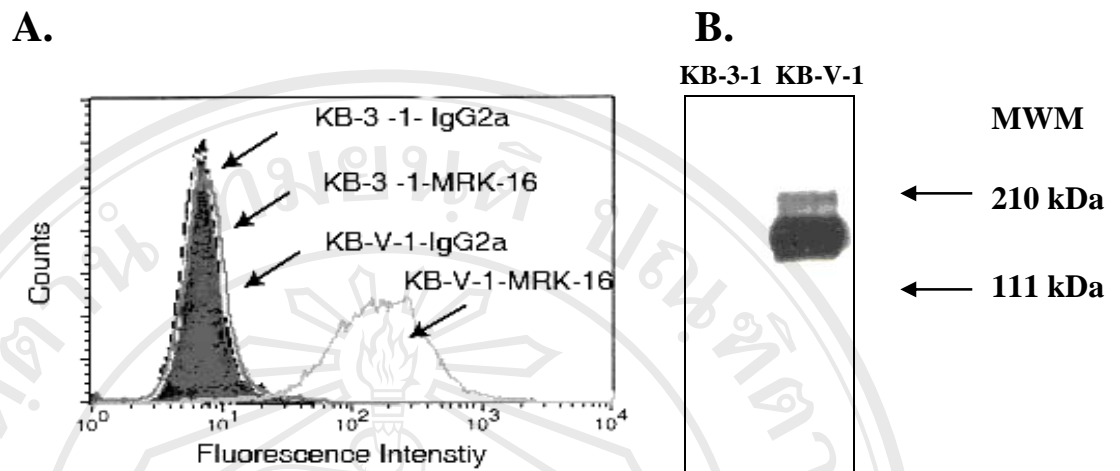 A.
KB-3 -1- IgG2a
KB-3 -1-MRK-16
KB-V-1-IgG2a
KB-V-1-MRK-16
Counts
10⁰ 10¹ 10² 10³ 10⁴
Fluorescence Intenstiy
B.
KB-3-1 KB-V-1
MWM
210 kDa
111 kDa